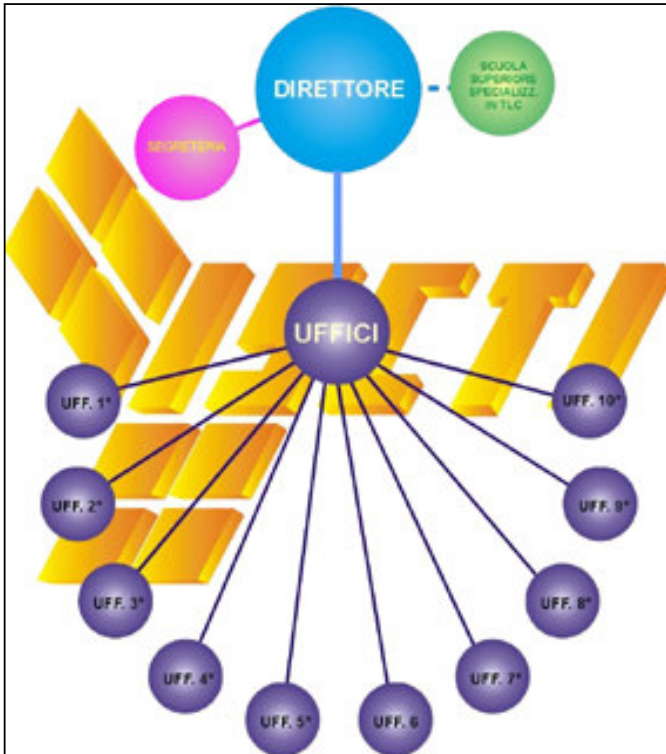 DIRETTORE
SCUOLA
SUPERIORE
SPECIALIZZ.
IN TLC
SEGRETERIA
ISCTI
UFFICI
UFF. 1°
UFF. 10°
UFF. 2°
UFF. 9°
UFF. 3°
UFF. 8°
UFF. 4°
UFF. 7°
UFF. 5°
UFF. 6